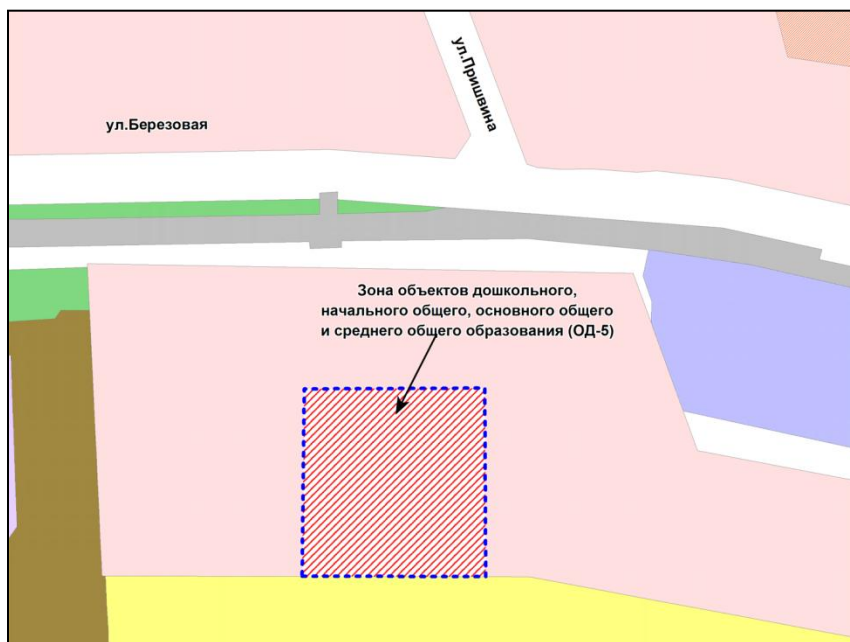 ул.Пришвина
ул.Березовая
Зона объектов дошкольного,
начального общего, основного общего
и среднего общего образования (ОД-5)